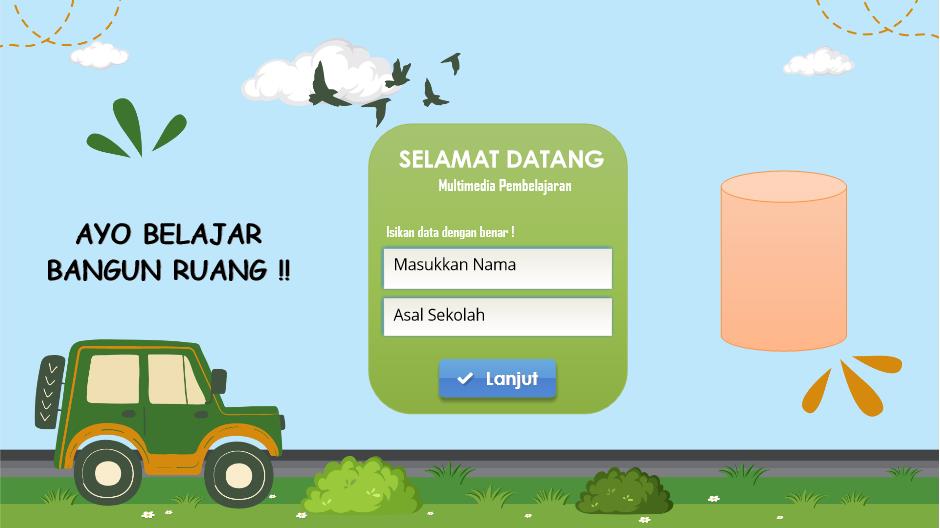 SELAMAT DATANG
Multimedia Pembelajaran
AYO BELAJAR
BANGUN RUANG !!
Isikan data dengan benar !
Masukkan Nama
Asal Sekolah
Lanjut